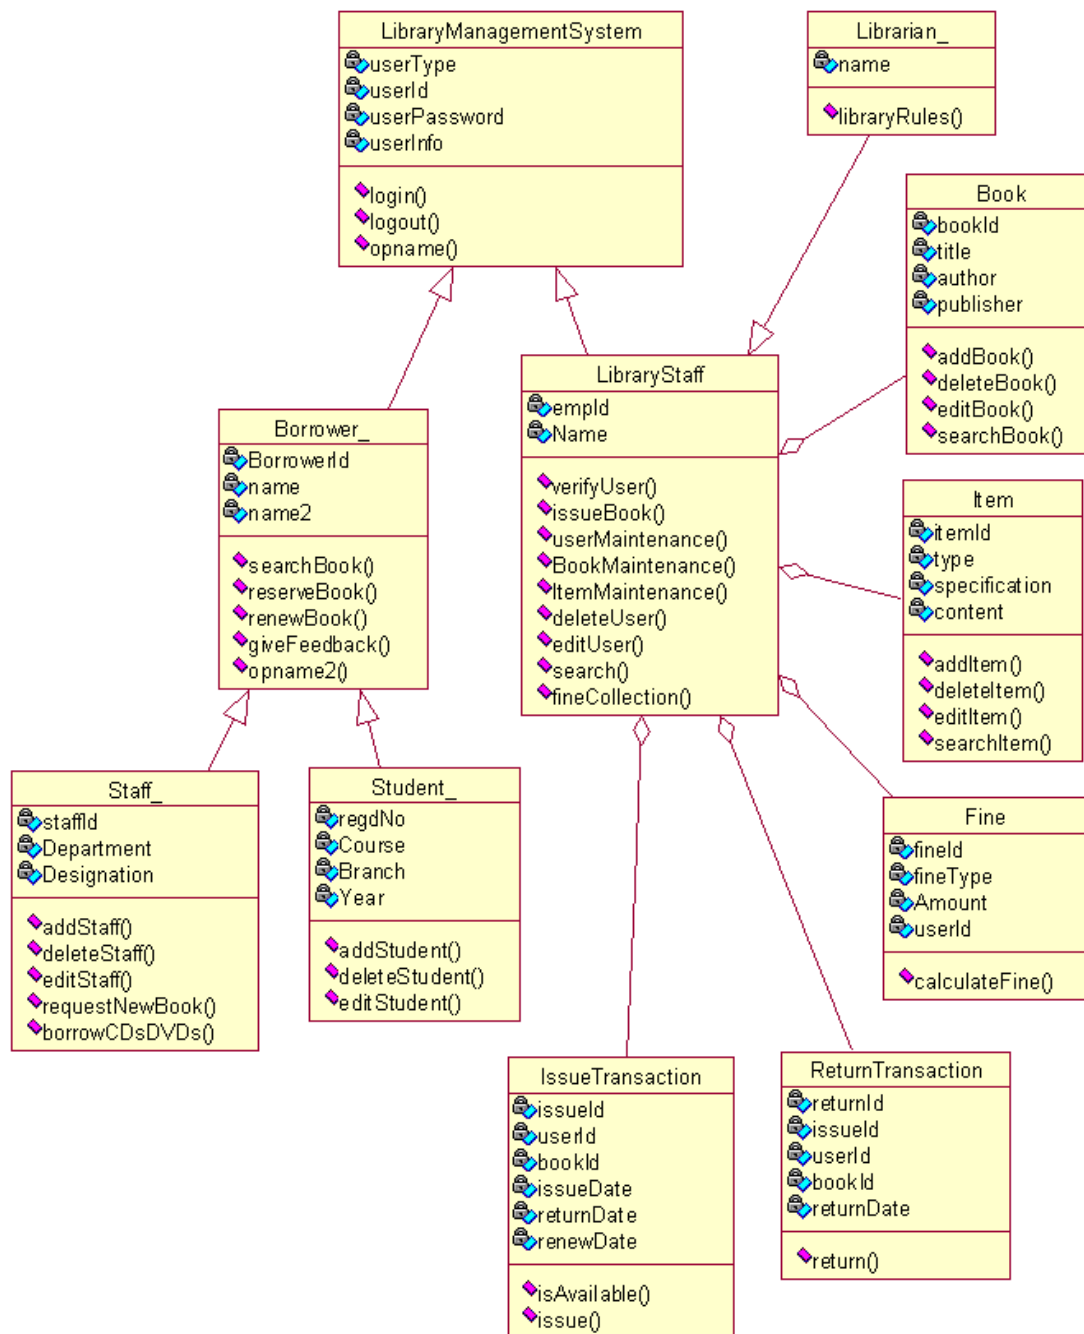 LibraryManagementSystem
userType
userId
userPassword
userInfo
login()
logout()
opname()
Librarian_
name
libraryRules()
Book
bookId
title
author
publisher
addBook()
deleteBook()
editBook()
searchBook()
LibraryStaff
empId
Name
verifyUser()
issueBook()
userMaintenance()
BookMaintenance()
ItemMaintenance()
deleteUser()
editUser()
search()
fineCollection()
Borrower_
BorrowerId
name
name2
searchBook()
reserveBook()
renewBook()
giveFeedback()
opname2()
Item
itemId
type
specification
content
addItem()
deleteItem()
editItem()
searchItem()
Staff_
staffId
Department
Designation
addStaff()
deleteStaff()
editStaff()
requestNewBook()
borrowCDsDVDs()
Student_
regdNo
Course
Branch
Year
addStudent()
deleteStudent()
editStudent()
Fine
fineId
fineType
Amount
userId
calculateFine()
IssueTransaction
issueId
userId
bookId
issueDate
returnDate
renewDate
isAvailable()
issue()
ReturnTransaction
returnId
issueId
userId
bookId
returnDate
return()